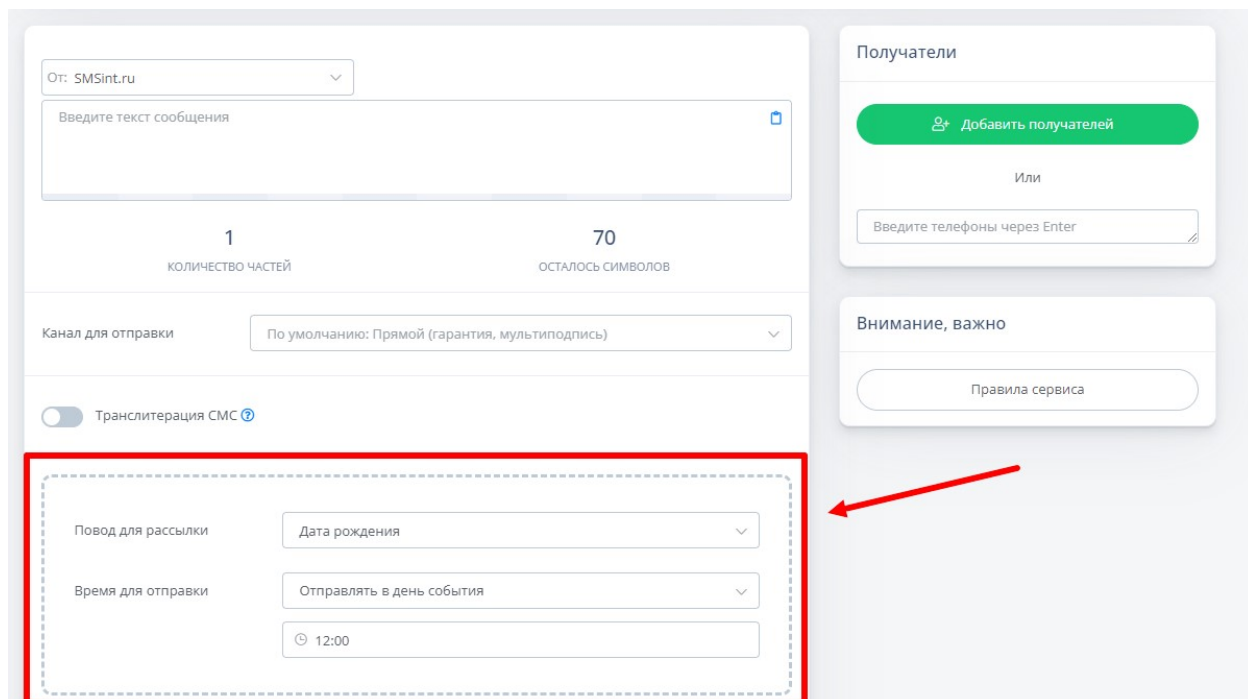 От: SMSint.ru
Введите текст сообщения
1
КОЛИЧЕСТВО ЧАСТЕЙ
70
ОСТАЛОСЬ СИМВОЛОВ
Канал для отправки
По умолчанию: Прямой (гарантия, мультиподпись)
Транслитерация СМС ?
Повод для рассылки
Дата рождения
Время для отправки
Отправлять в день события
12:00
Получатели
Добавить получателей
Или
Введите телефоны через Enter
Внимание, важно
Правила сервиса